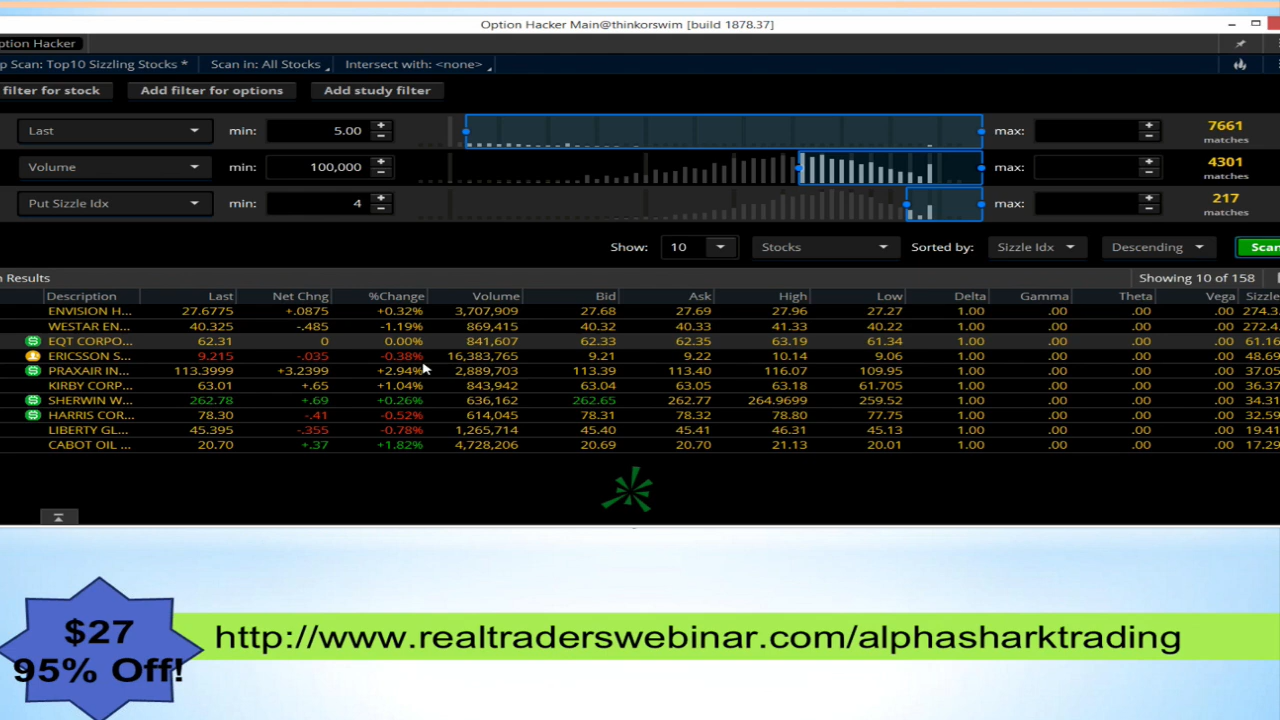 Option Hacker Main@thinkorswim [build 1878.37]
ption Hacker
p Scan: Top10 Sizzling Stocks * Scan in: All Stocks Intersect with: <none>
filter for stock Add filter for options Add study filter
Last min: 5.00 max: 7661 matches
Volume min: 100,000 max: 4301 matches
Put Sizzle Idx min: 4 max: 217 matches
Show: 10 Stocks Sorted by: Sizzle Idx Descending Scan
n Results Showing 10 of 158
Description Last Net Chng %Change Volume Bid Ask High Low Delta Gamma Theta Vega Sizzle
ENVISION H... 27.6775 +.0875 +0.32% 3,707,909 27.68 27.69 27.96 27.27 1.00 .00 .00 .00 274.3
WESTAR EN... 40.325 -.485 -1.19% 869,415 40.32 40.33 41.33 40.22 1.00 .00 .00 .00 272.4
EQT CORPO... 62.31 0 0.00% 841,607 62.33 62.35 63.19 61.34 1.00 .00 .00 .00 61.16
ERICSSON S... 9.215 -.035 -0.38% 16,383,765 9.21 9.22 10.14 9.06 1.00 .00 .00 .00 48.69
PRAXAIR IN... 113.3999 +3.2399 +2.94% 2,889,703 113.39 113.40 116.07 109.95 1.00 .00 .00 .00 37.05
KIRBY CORP... 63.01 +.65 +1.04% 843,942 63.04 63.05 63.18 61.705 1.00 .00 .00 .00 36.37
SHERWIN W... 262.78 +.69 +0.26% 636,162 262.65 262.77 264.9699 259.52 1.00 .00 .00 .00 34.31
HARRIS COR... 78.30 -.41 -0.52% 614,045 78.31 78.32 78.80 77.75 1.00 .00 .00 .00 32.59
LIBERTY GL... 45.395 -.355 -0.78% 1,265,714 45.40 45.41 46.31 45.13 1.00 .00 .00 .00 19.41
CABOT OIL ... 20.70 +.37 +1.82% 4,728,206 20.69 20.70 21.13 20.01 1.00 .00 .00 .00 17.29
$27
95% Off!
http://www.realtraderswebinar.com/alphasharktrading